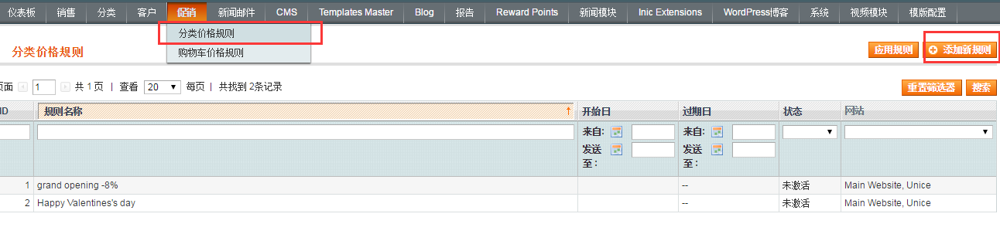 仪表板 销售 分类 客户 促销 新闻邮件 CMS Templates Master Blog 报告 Reward Points 新闻模块 Inic Extensions WordPress博客 系统 视频模块 模版配置
分类价格规则
购物车价格规则
分类价格规则 应用规则 添加新规则
页面 1 共 1 页 | 查看 20 每页 | 共找到 2条记录 重置筛选器 搜索
ID 规则名称 开始日 过期日 状态 网站
来自: 来自:
发送至: 发送至:
1 grand opening -8% -- 未激活 Main Website, Unice
2 Happy Valentines's day -- 未激活 Main Website, Unice